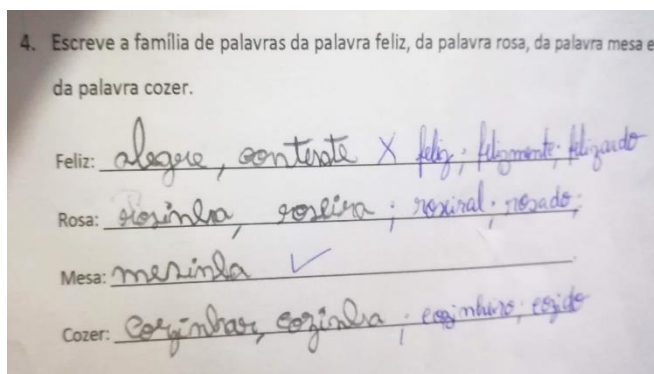 4. Escreve a família de palavras da palavra feliz, da palavra rosa, da palavra mesa e
da palavra cozer.
Feliz: alegre, contente X feliz; felizmente; felizardo
Rosa: rosinha, roseira; roseiral; rosado;
Mesa: mesinha ✓
Cozer: cozinhar, cozinha; cozinheiro; cozido